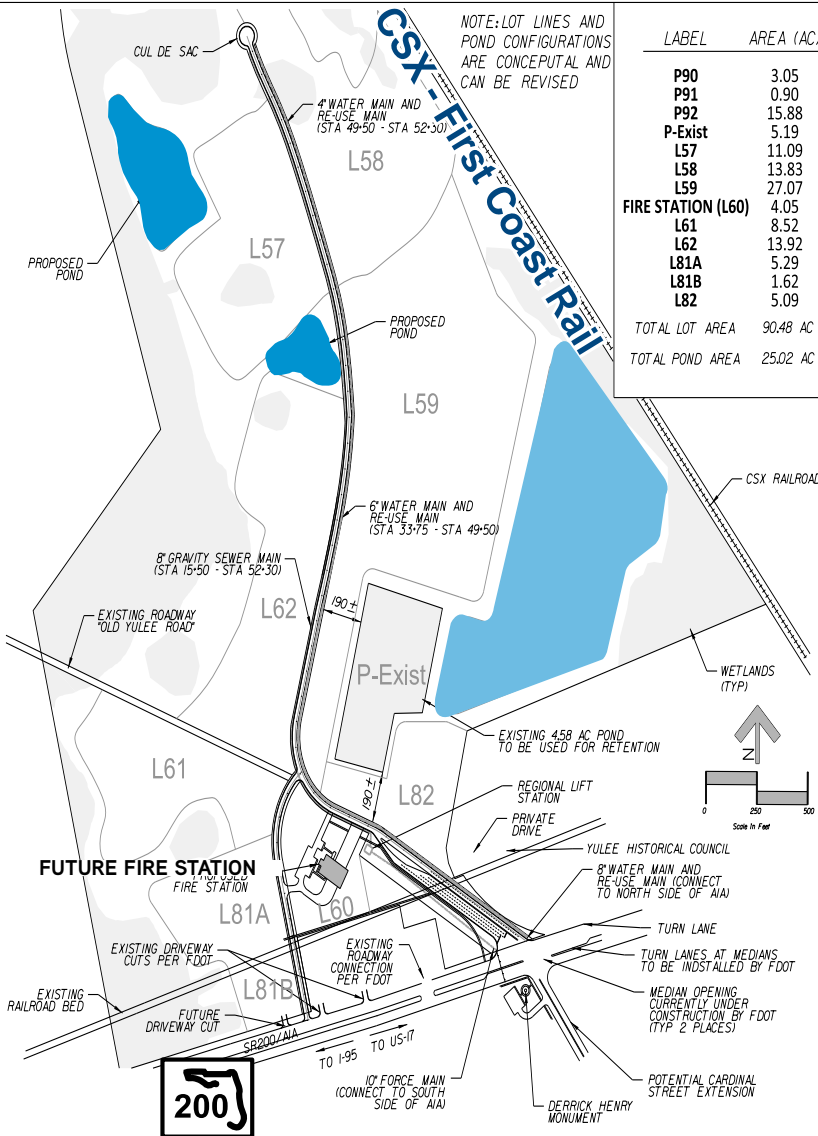 CUL DE SAC
NOTE: LOT LINES AND
POND CONFIGURATIONS
ARE CONCEPUTAL AND
CAN BE REVISED
CSX - First Coast Rail
LABEL AREA (AC)
P90 3.05
P91 0.90
P92 15.88
P-Exist 5.19
L57 11.09
L58 13.83
L59 27.07
FIRE STATION (L60) 4.05
L61 8.52
L62 13.92
L81A 5.29
L81B 1.62
L82 5.09
TOTAL LOT AREA 90.48 AC
TOTAL POND AREA 25.02 AC
4" WATER MAIN AND
RE-USE MAIN
(STA 49+50 - STA 52+30)
L58
L57
PROPOSED
POND
PROPOSED
POND
L59
CSX RAILROAD
6" WATER MAIN AND
RE-USE MAIN
(STA 33+75 - STA 49+50)
8" GRAVITY SEWER MAIN
(STA 15+50 - STA 52+30)
190 ±
L62
EXISTING ROADWAY
"OLD YULEE ROAD"
P-Exist
WETLANDS
(TYP)
EXISTING 4.58 AC POND
TO BE USED FOR RETENTION
N
0 250 500
Scale In Feet
L61
190 ±
L82
REGIONAL LIFT
STATION
PRIVATE
DRIVE
YULEE HISTORICAL COUNCIL
FUTURE FIRE STATION
PROPOSED
FIRE STATION
8" WATER MAIN AND
RE-USE MAIN (CONNECT
TO NORTH SIDE OF A1A)
L81A
L60
TURN LANE
EXISTING DRIVEWAY
CUTS PER FDOT
EXISTING
ROADWAY
CONNECTION
PER FDOT
TURN LANES AT MEDIANS
TO BE INDSTALLED BY FDOT
L81B
EXISTING
RAILROAD BED
FUTURE
DRIVEWAY CUT
MEDIAN OPENING
CURRENTLY UNDER
CONSTRUCTION BY FDOT
(TYP 2 PLACES)
SR200/A1A
TO I-95 TO US-17
200
10" FORCE MAIN
(CONNECT TO SOUTH
SIDE OF A1A)
DERRICK HENRY
MONUMENT
POTENTIAL CARDINAL
STREET EXTENSION